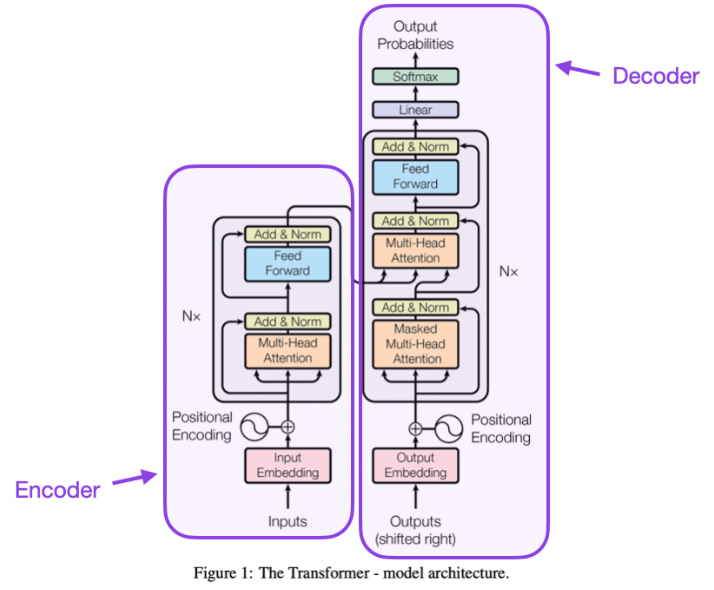 Output
Probabilities
Softmax
Linear
Add & Norm
Feed
Forward
Add & Norm
Multi-Head
Attention
Add & Norm
Masked
Multi-Head
Attention
Nx
Positional
Encoding
Output
Embedding
Outputs
(shifted right)
Decoder
Add & Norm
Feed
Forward
Add & Norm
Multi-Head
Attention
Nx
Positional
Encoding
Input
Embedding
Inputs
Encoder
Figure 1: The Transformer - model architecture.